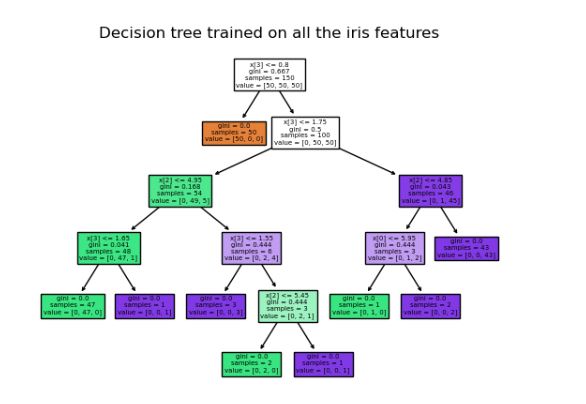 Decision tree trained on all the iris features
x[3] <= 0.8
gini = 0.667
samples = 150
value = [50, 50, 50]
gini = 0.0
samples = 50
value = [50, 0, 0]
x[3] <= 1.75
gini = 0.5
samples = 100
value = [0, 50, 50]
x[2] <= 4.95
gini = 0.168
samples = 54
value = [0, 49, 5]
x[2] <= 4.85
gini = 0.043
samples = 46
value = [0, 1, 45]
x[3] <= 1.65
gini = 0.041
samples = 48
value = [0, 47, 1]
x[3] <= 1.55
gini = 0.444
samples = 6
value = [0, 2, 4]
x[0] <= 5.95
gini = 0.444
samples = 3
value = [0, 1, 2]
gini = 0.0
samples = 43
value = [0, 0, 43]
gini = 0.0
samples = 47
value = [0, 47, 0]
gini = 0.0
samples = 1
value = [0, 0, 1]
gini = 0.0
samples = 3
value = [0, 0, 3]
x[2] <= 5.45
gini = 0.444
samples = 3
value = [0, 2, 1]
gini = 0.0
samples = 1
value = [0, 1, 0]
gini = 0.0
samples = 2
value = [0, 0, 2]
gini = 0.0
samples = 2
value = [0, 2, 0]
gini = 0.0
samples = 1
value = [0, 0, 1]